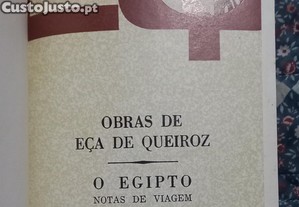 CustoJusto.pt
OBRAS DE
EÇA DE QUEIROZ
O EGIPTO
NOTAS DE VIAGEM